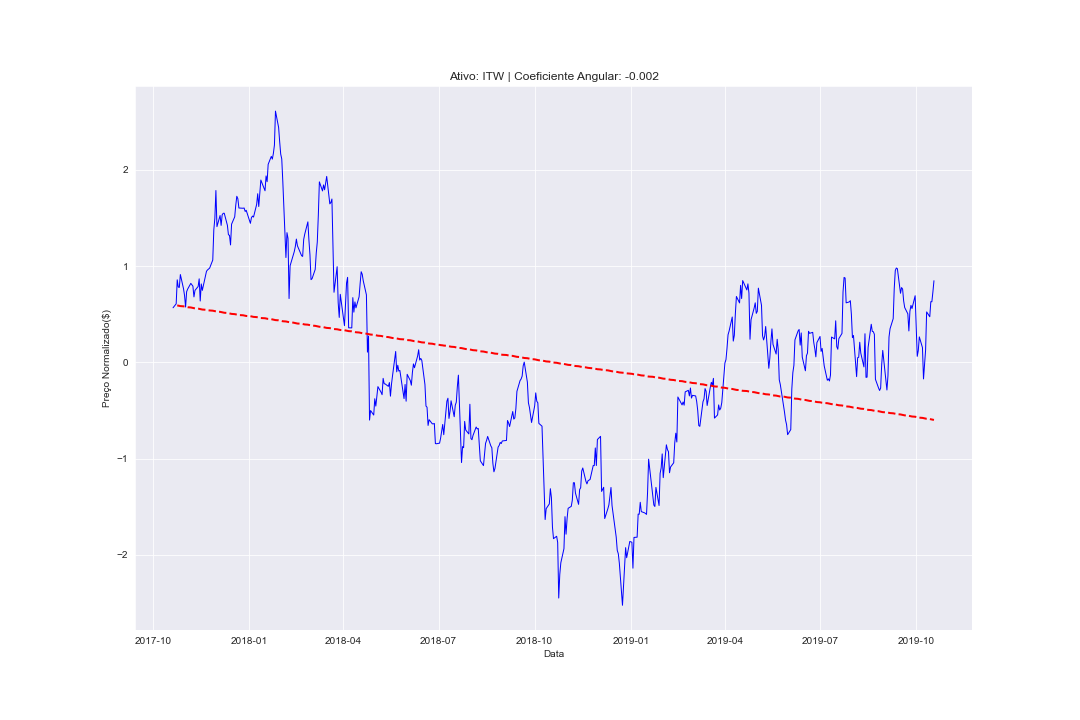 Ativo: ITW | Coeficiente Angular: -0.002
Preço Normalizado($)
2
1
0
−1
−2
2017-10 2018-01 2018-04 2018-07 2018-10 2019-01 2019-04 2019-07 2019-10
Data